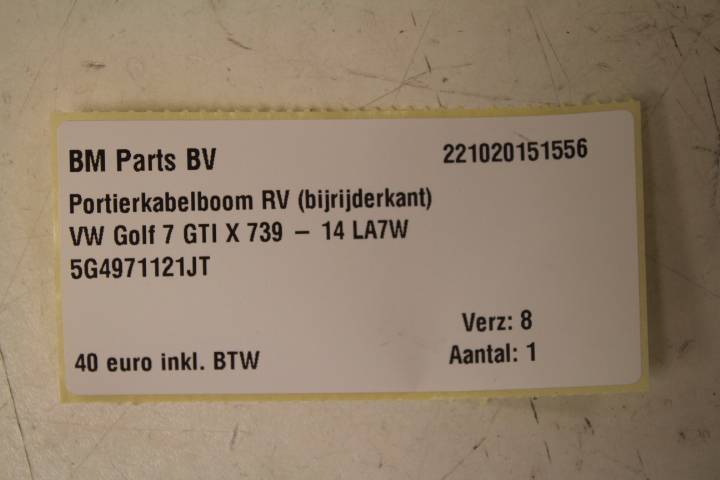 BM Parts BV 221020151556
Portierkabelboom RV (bijrijderkant)
VW Golf 7 GTI X 739 – 14 LA7W
5G4971121JT
Verz: 8
40 euro inkl. BTW Aantal: 1